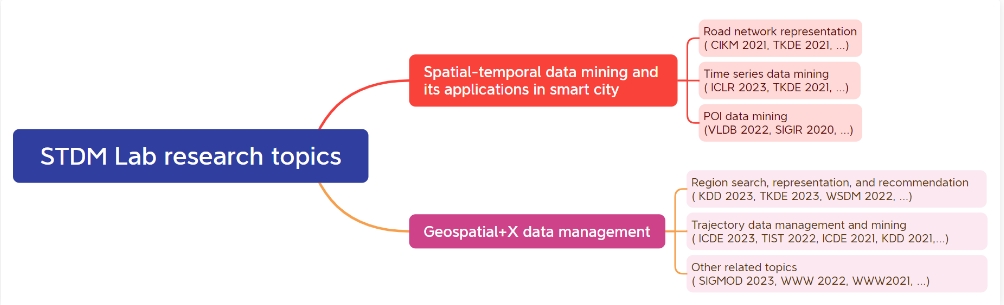 STDM Lab research topics
Spatial-temporal data mining and
its applications in smart city
Road network representation
( CIKM 2021, TKDE 2021, ...)
Time series data mining
( ICLR 2023, TKDE 2021, ...)
POI data mining
(VLDB 2022, SIGIR 2020, ...)
Geospatial+X data management
Region search, representation, and recommendation
( KDD 2023, TKDE 2023, WSDM 2022, ...)
Trajectory data management and mining
( ICDE 2023, TIST 2022, ICDE 2021, KDD 2021,...)
Other related topics
( SIGMOD 2023, WWW 2022, WWW2021, ...)